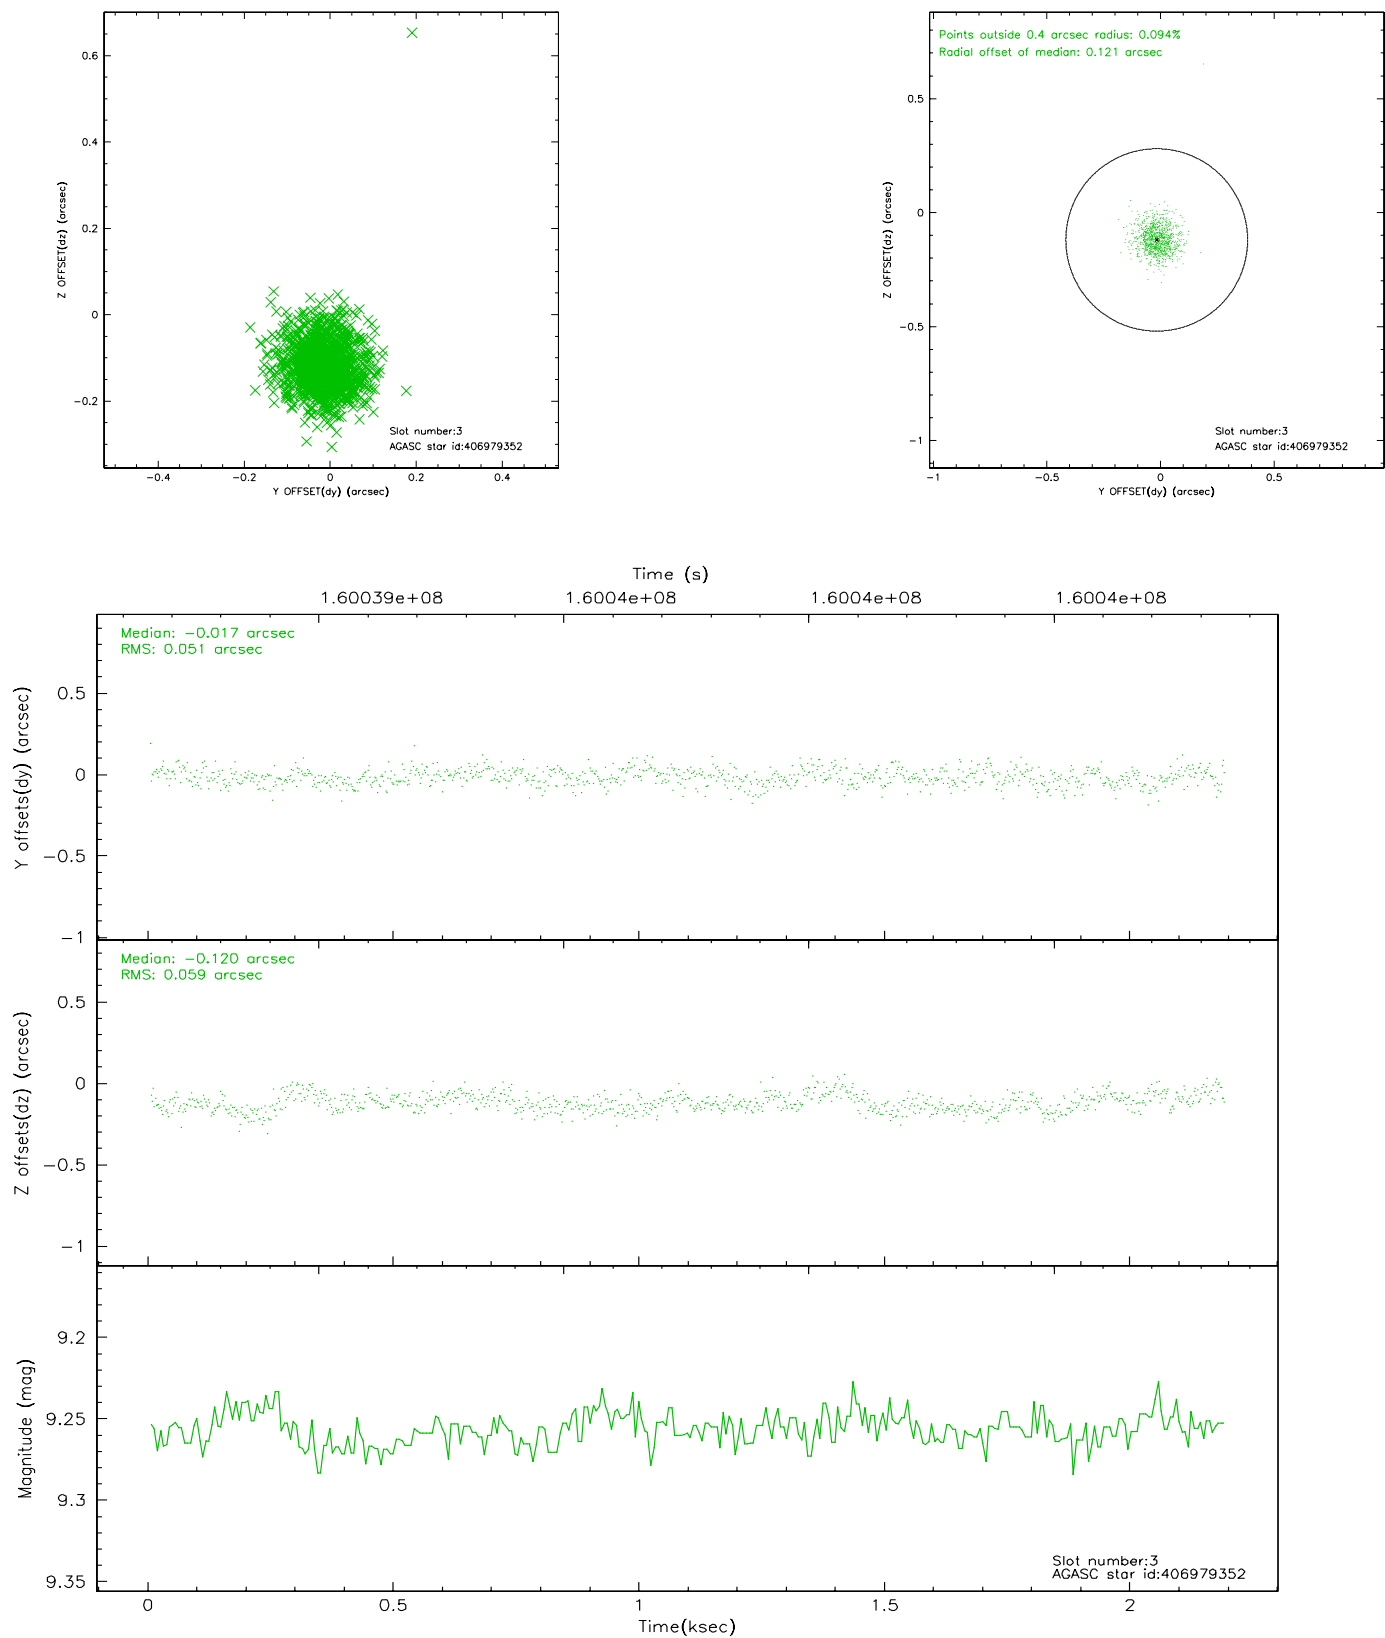 0.6
0.4
0.2
0
−0.2
Z OFFSET(dz) (arcsec)
Slot number:3
AGASC star id:406979352
−0.4 −0.2 0 0.2 0.4
Y OFFSET(dy) (arcsec)
Points outside 0.4 arcsec radius: 0.094%
Radial offset of median: 0.121 arcsec
0.5
0
−0.5
−1
Z OFFSET(dz) (arcsec)
Slot number:3
AGASC star id:406979352
−1 −0.5 0 0.5
Y OFFSET(dy) (arcsec)
Time (s)
1.60039e+08 1.6004e+08 1.6004e+08 1.6004e+08
Median: −0.017 arcsec
RMS: 0.051 arcsec
0.5
0
−0.5
−1
Y offsets(dy) (arcsec)
Median: −0.120 arcsec
RMS: 0.059 arcsec
0.5
0
−0.5
−1
Z offsets(dz) (arcsec)
9.2
9.25
9.3
9.35
Magnitude (mag)
Slot number:3
AGASC star id:406979352
0 0.5 1 1.5 2
Time(ksec)